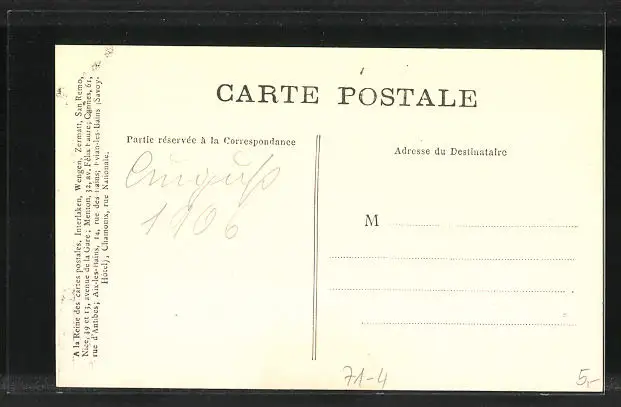 CARTE POSTALE
Partie réservée à la Correspondance
Adresse du Destinataire
August
1906
M
A la Reine des cartes postales, Interlaken, Wengen, Zermatt, San Remo,
Nice, 49 et 13, avenue de la Gare; Menton, 32, av. Félix Faure; Cannes, 61,
rue d'Antibes; Aix-les-Bains, 14, rue des Bains; Evian-les-Bains (Savoy-
Hôtel); Chamonix, rue Nationale.
71-4
5,-